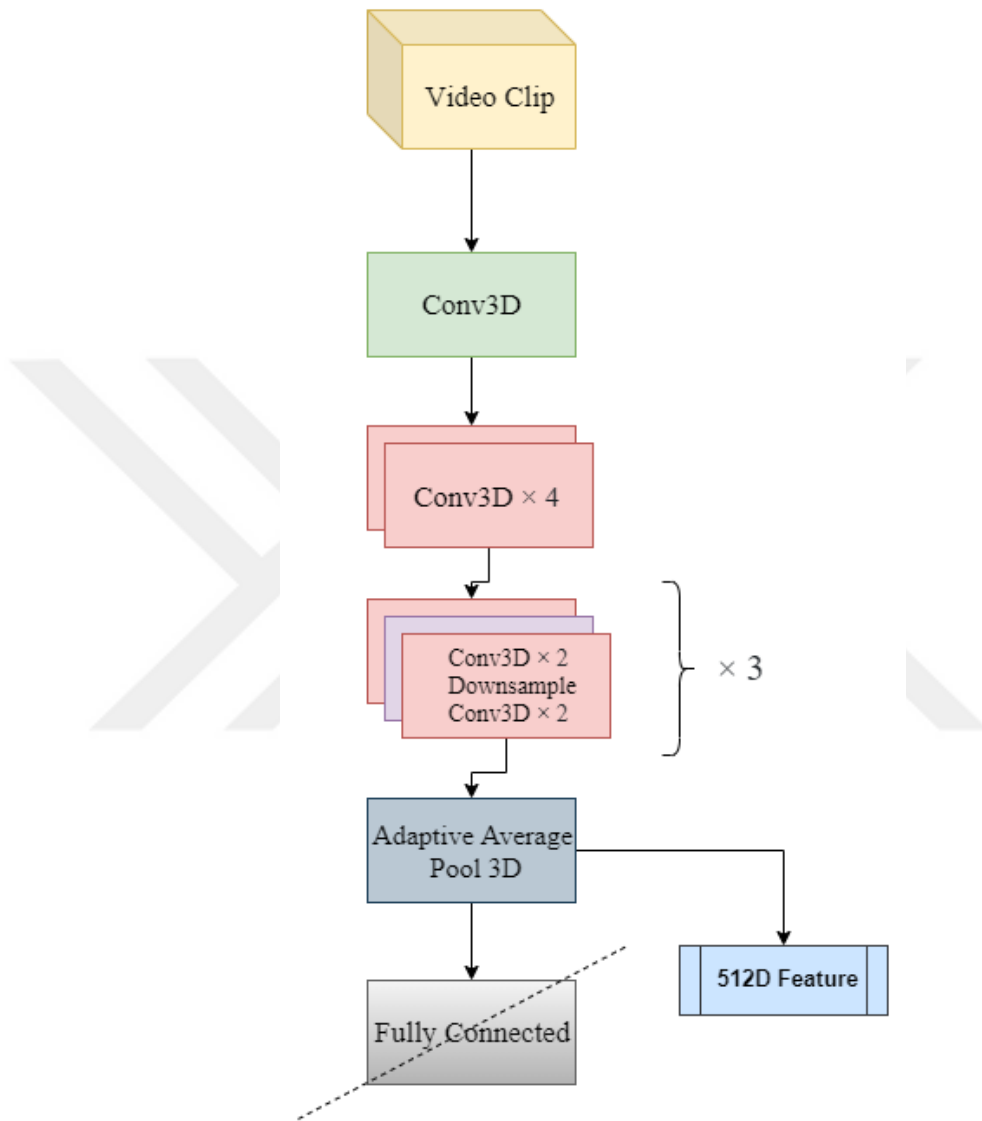 Video Clip
Conv3D
Conv3D × 4
Conv3D × 2
Downsample
Conv3D × 2
× 3
Adaptive Average
Pool 3D
512D Feature
Fully Connected